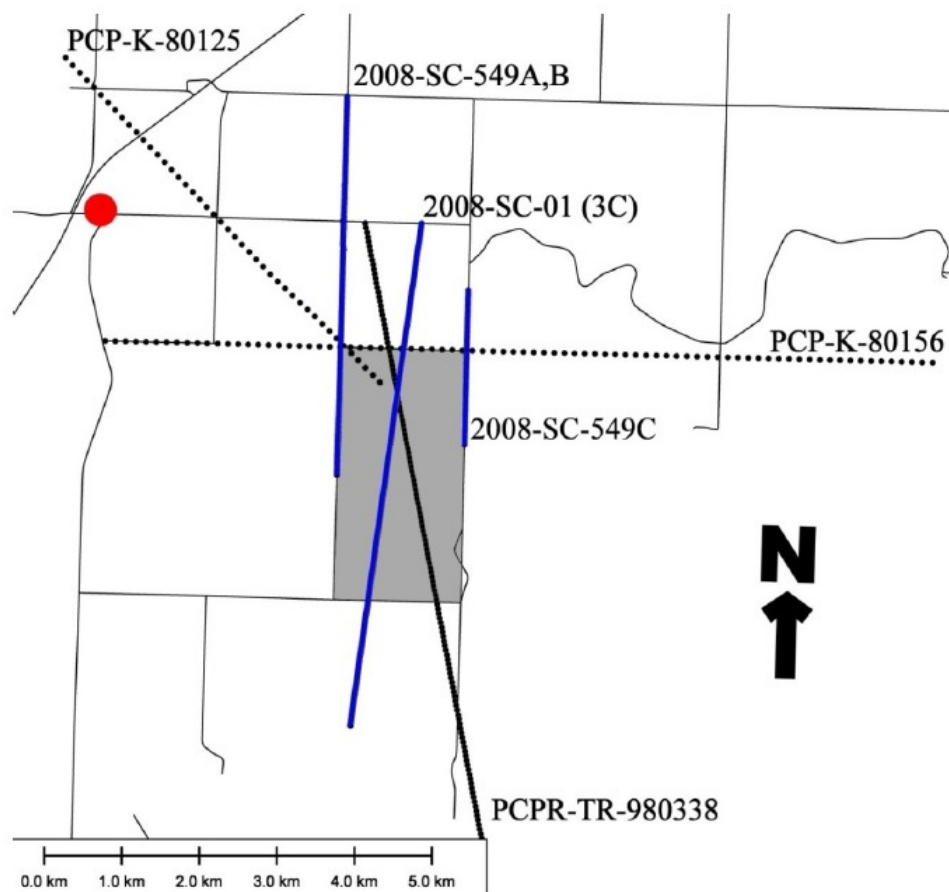 PCP-K-80125
2008-SC-549A,B
2008-SC-01 (3C)
PCP-K-80156
2008-SC-549C
N
PCPR-TR-980338
0.0 km 1.0 km 2.0 km 3.0 km 4.0 km 5.0 km